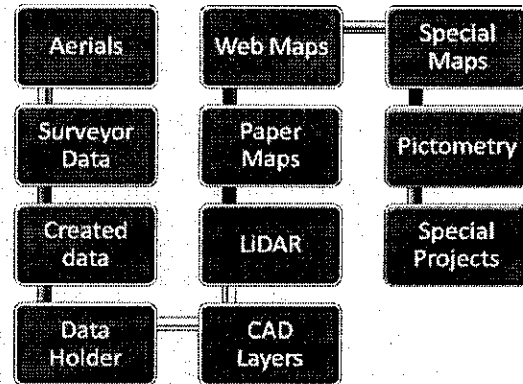 Aerials
Surveyor
Data
Created
data
Data
Holder
CAD
Layers
LiDAR
Paper
Maps
Web Maps
Special
Maps
Pictometry
Special
Projects